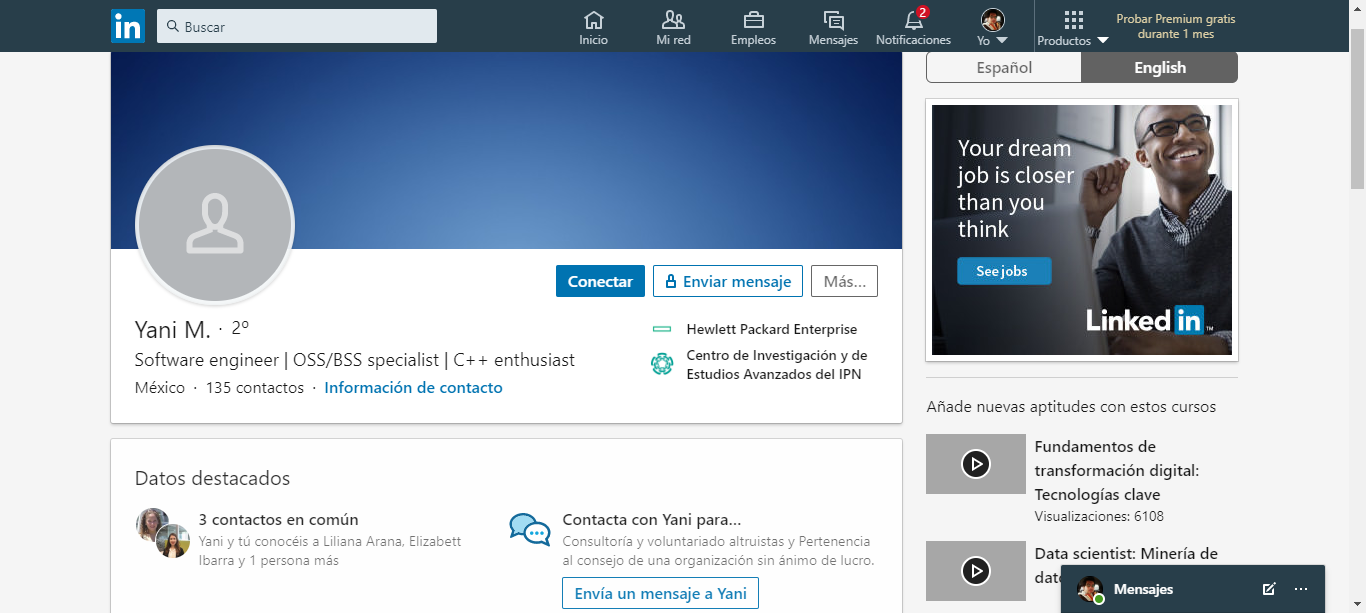 in
Buscar
Inicio
Mi red
Empleos
Mensajes
2
Notificaciones
Yo
Productos
Probar Premium gratis
durante 1 mes
Español
English
Conectar
Enviar mensaje
Más...
Yani M. · 2º
Software engineer | OSS/BSS specialist | C++ enthusiast
México · 135 contactos · Información de contacto
Hewlett Packard Enterprise
Centro de Investigación y de
Estudios Avanzados del IPN
Datos destacados
3 contactos en común
Yani y tú conocéis a Liliana Arana, Elizabett
Ibarra y 1 persona más
Contacta con Yani para...
Consultoría y voluntariado altruistas y Pertenencia
al consejo de una organización sin ánimo de lucro.
Envía un mensaje a Yani
Your dream
job is closer
than you
think
See jobs
Linked in ™
Añade nuevas aptitudes con estos cursos
Fundamentos de
transformación digital:
Tecnologías clave
Visualizaciones: 6108
Data scientist: Minería de
Mensajes